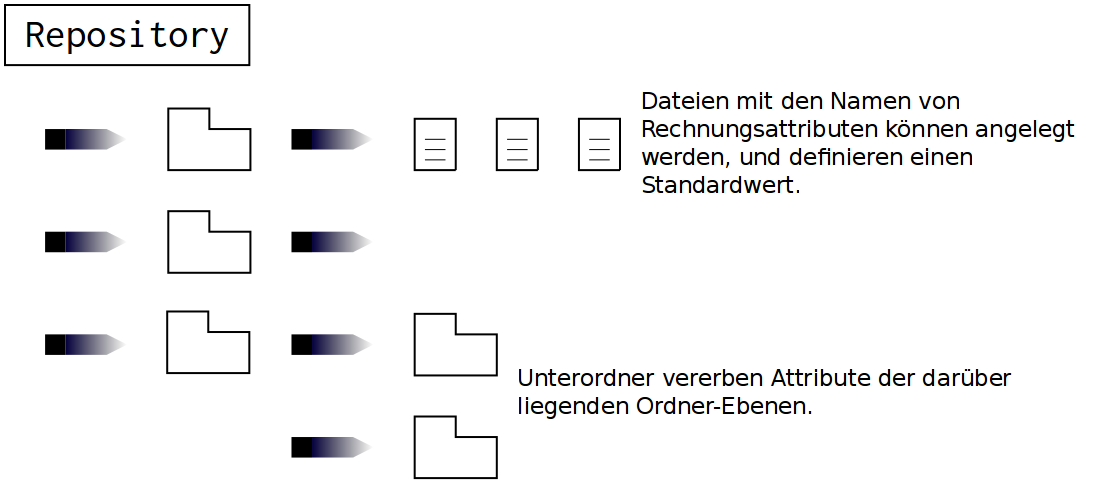 Repository
Dateien mit den Namen von
Rechnungsattributen können angelegt
werden, und definieren einen
Standardwert.
Unterordner vererben Attribute der darüber
liegenden Ordner-Ebenen.